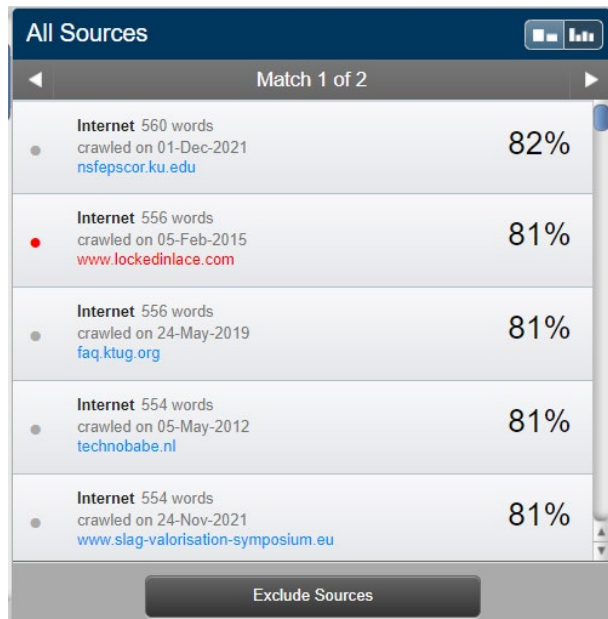 All Sources
Match 1 of 2
Internet 560 words
crawled on 01-Dec-2021
nsfepscor.ku.edu
82%
Internet 556 words
crawled on 05-Feb-2015
www.lockedinlace.com
81%
Internet 556 words
crawled on 24-May-2019
faq.ktug.org
81%
Internet 554 words
crawled on 05-May-2012
technobabe.nl
81%
Internet 554 words
crawled on 24-Nov-2021
www.slag-valorisation-symposium.eu
81%
Exclude Sources